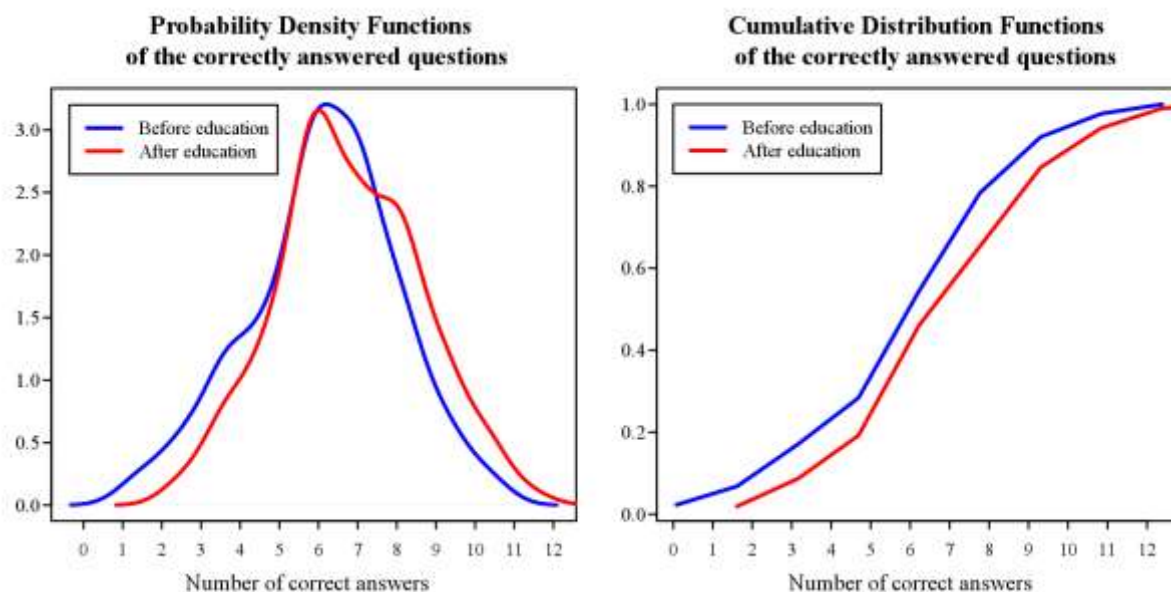 Probability Density Functions
of the correctly answered questions
Before education
After education
3.0
2.5
2.0
1.5
1.0
0.5
0.0
0 1 2 3 4 5 6 7 8 9 10 11 12
Number of correct answers
Cumulative Distribution Functions
of the correctly answered questions
Before education
After education
1.0
0.8
0.6
0.4
0.2
0.0
0 1 2 3 4 5 6 7 8 9 10 11 12
Number of correct answers